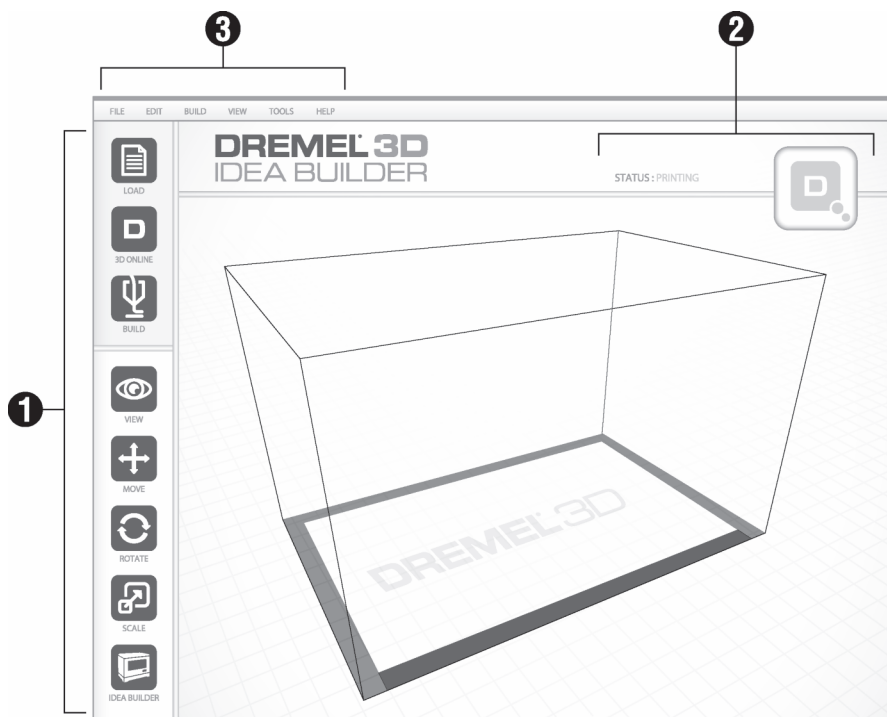 3
2
FILE EDIT BUILD VIEW TOOLS HELP
1
LOAD
D
3D ONLINE
BUILD
VIEW
MOVE
ROTATE
SCALE
IDEA BUILDER
DREMEL 3D
IDEA BUILDER
STATUS : PRINTING
D
DREMEL 3D